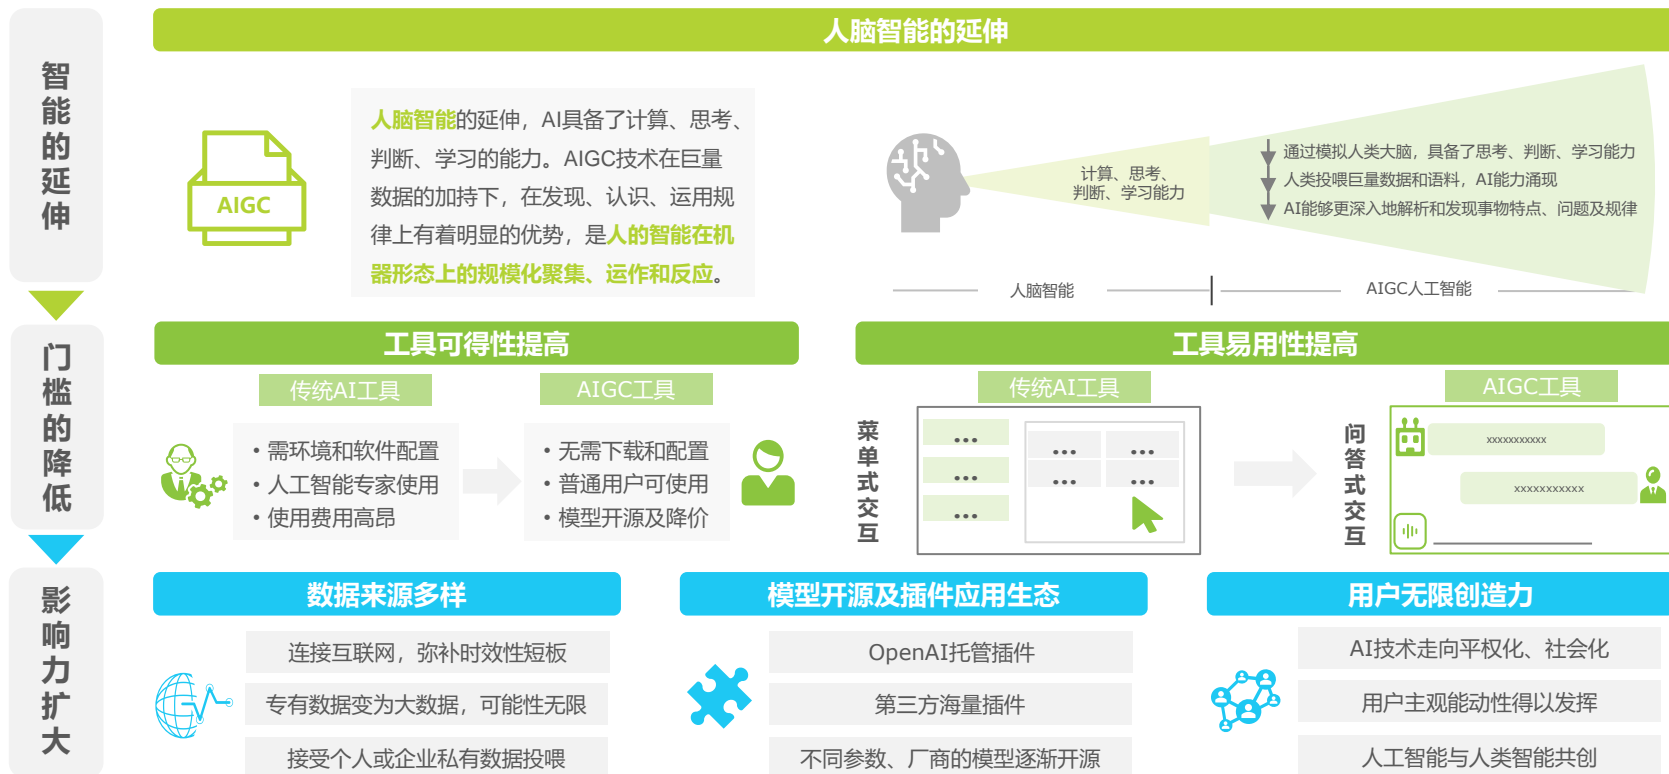 智能的延伸
人脑智能的延伸
AIGC
人脑智能的延伸，AI具备了计算、思考、
判断、学习的能力。AIGC技术在巨量
数据的加持下，在发现、认识、运用规
律上有着明显的优势，是人的智能在机
器形态上的规模化聚集、运作和反应。
计算、思考、
判断、学习能力
通过模拟人类大脑，具备了思考、判断、学习能力
人类投喂巨量数据和语料，AI能力涌现
AI能够更深入地解析和发现事物特点、问题及规律
人脑智能
AIGC人工智能
门槛的降低
工具可得性提高
传统AI工具
• 需环境和软件配置
• 人工智能专家使用
• 使用费用高昂
AIGC工具
• 无需下载和配置
• 普通用户可使用
• 模型开源及降价
工具易用性提高
菜单式交互
传统AI工具
...
...
...
... ...
... ...
问答式交互
AIGC工具
xxxxxxxxxxx
xxxxxxxxxxx
影响力扩大
数据来源多样
连接互联网，弥补时效性短板
专有数据变为大数据，可能性无限
接受个人或企业私有数据投喂
模型开源及插件应用生态
OpenAI托管插件
第三方海量插件
不同参数、厂商的模型逐渐开源
用户无限创造力
AI技术走向平权化、社会化
用户主观能动性得以发挥
人工智能与人类智能共创